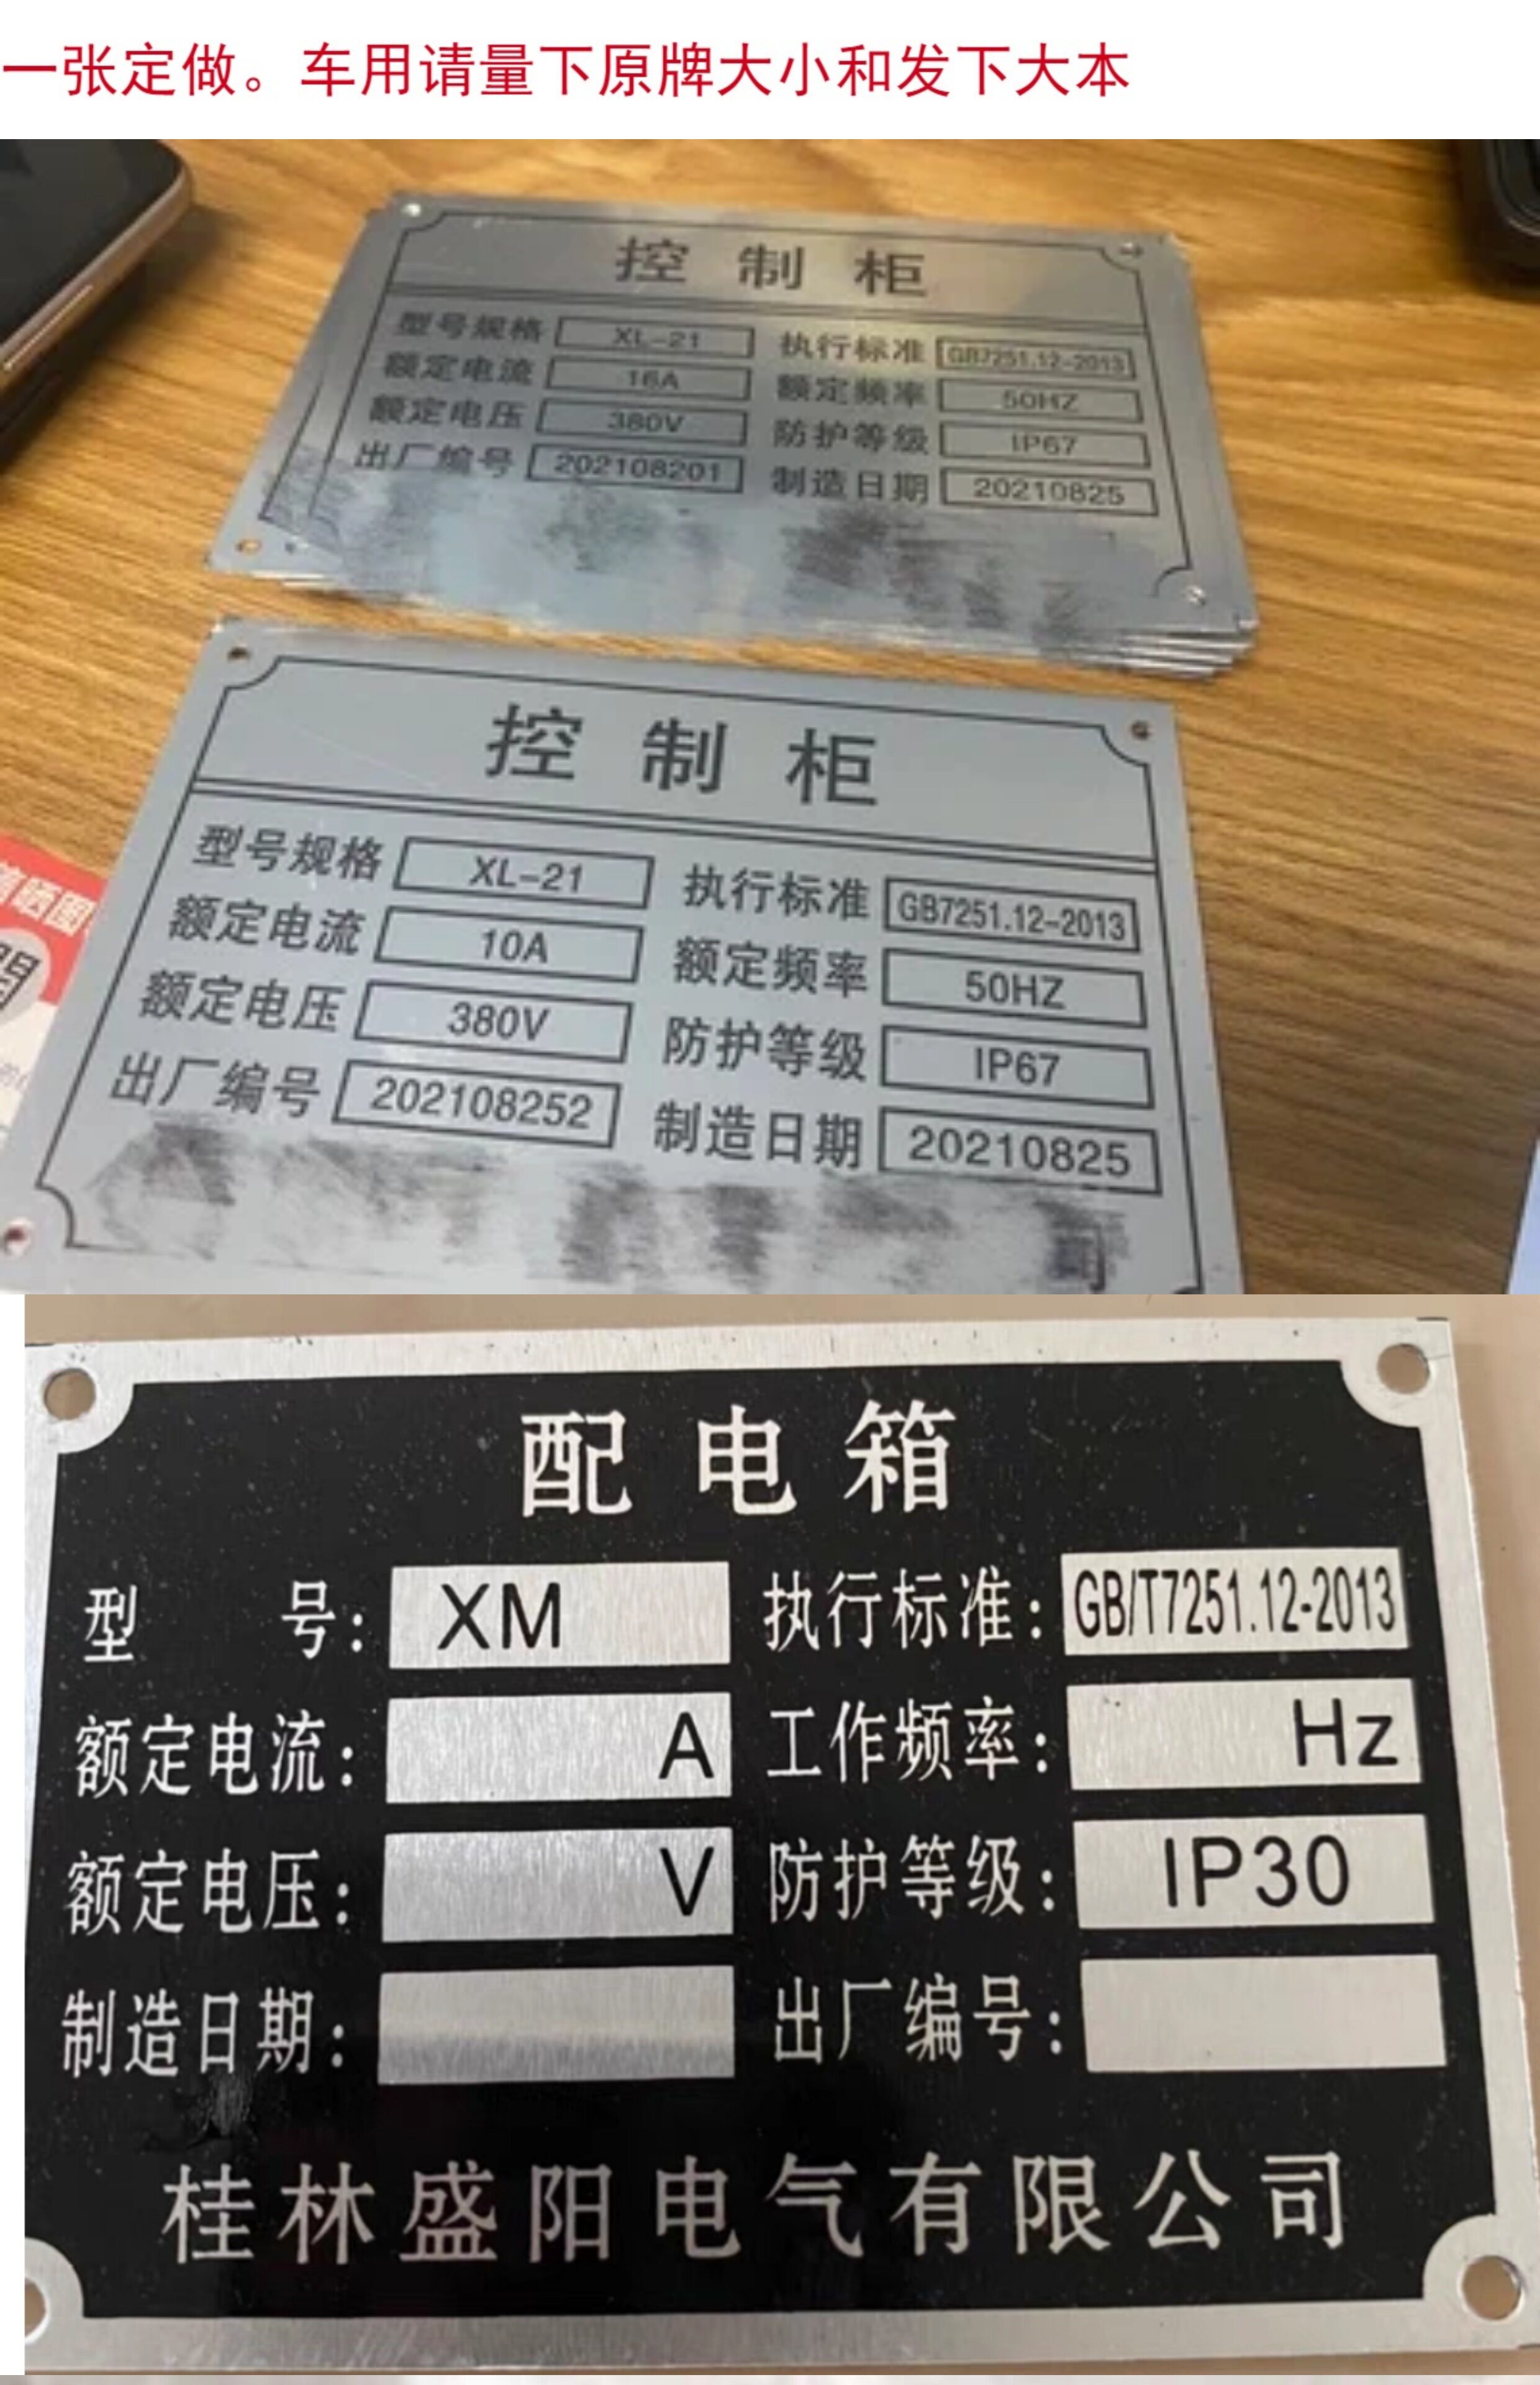 一张定做。车用请量下原牌大小和发下大本
控制柜
型号规格 XL-21 执行标准 GB7251.12-2013
额定电流 16A 额定频率 50HZ
额定电压 380V 防护等级 IP67
出厂编号 202108201 制造日期 20210825
控制柜
型号规格 XL-21 执行标准 GB7251.12-2013
额定电流 10A 额定频率 50HZ
额定电压 380V 防护等级 IP67
出厂编号 202108252 制造日期 20210825
司
晒图
配电箱
型号: XM 执行标准: GB/T7251.12-2013
额定电流: A 工作频率: Hz
额定电压: V 防护等级: IP30
制造日期: 出厂编号:
桂林盛阳电气有限公司